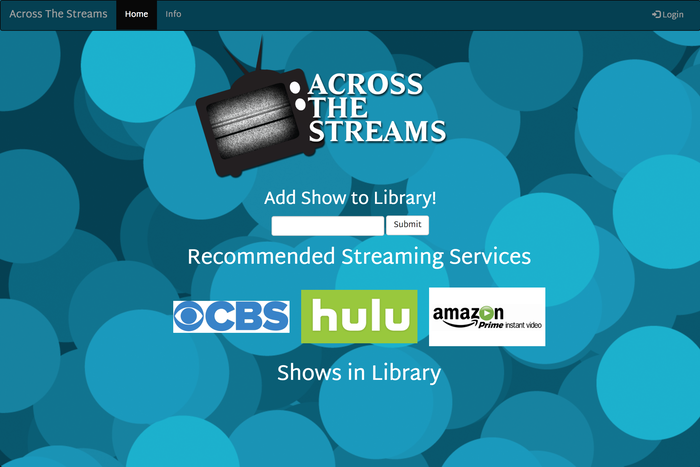 Across The Streams Home Info Login
ACROSS
THE
STREAMS
Add Show to Library!
Submit
Recommended Streaming Services
CBS hulu amazon
Prime instant video
Shows in Library